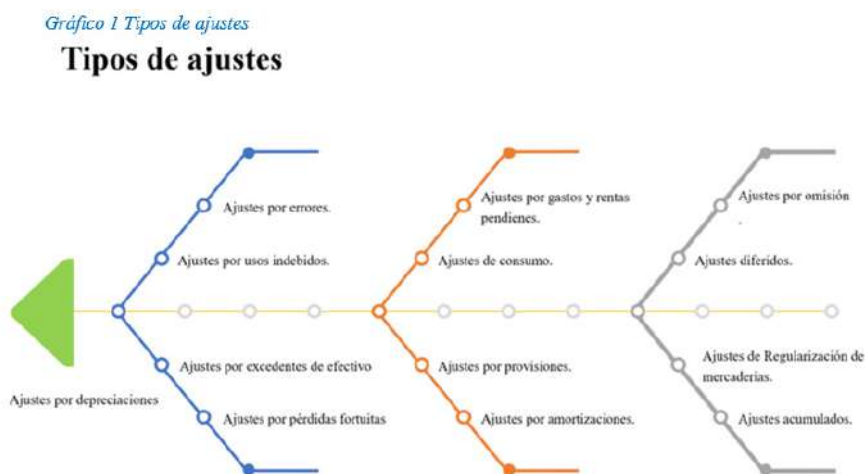 Gráfico 1 Tipos de ajustes
Tipos de ajustes
Ajustes por errores.
Ajustes por usos indebidos.
Ajustes por gastos y rentas
pendienes.
Ajustes de consumo.
Ajustes por omisión
.
Ajustes diferidos.
Ajustes por depreciaciones
Ajustes por excedentes de efectivo
Ajustes por pérdidas fortuitas
Ajustes por provisiones.
Ajustes por amortizaciones.
Ajustes de Regularización de
mercaderías.
Ajustes acumulados.